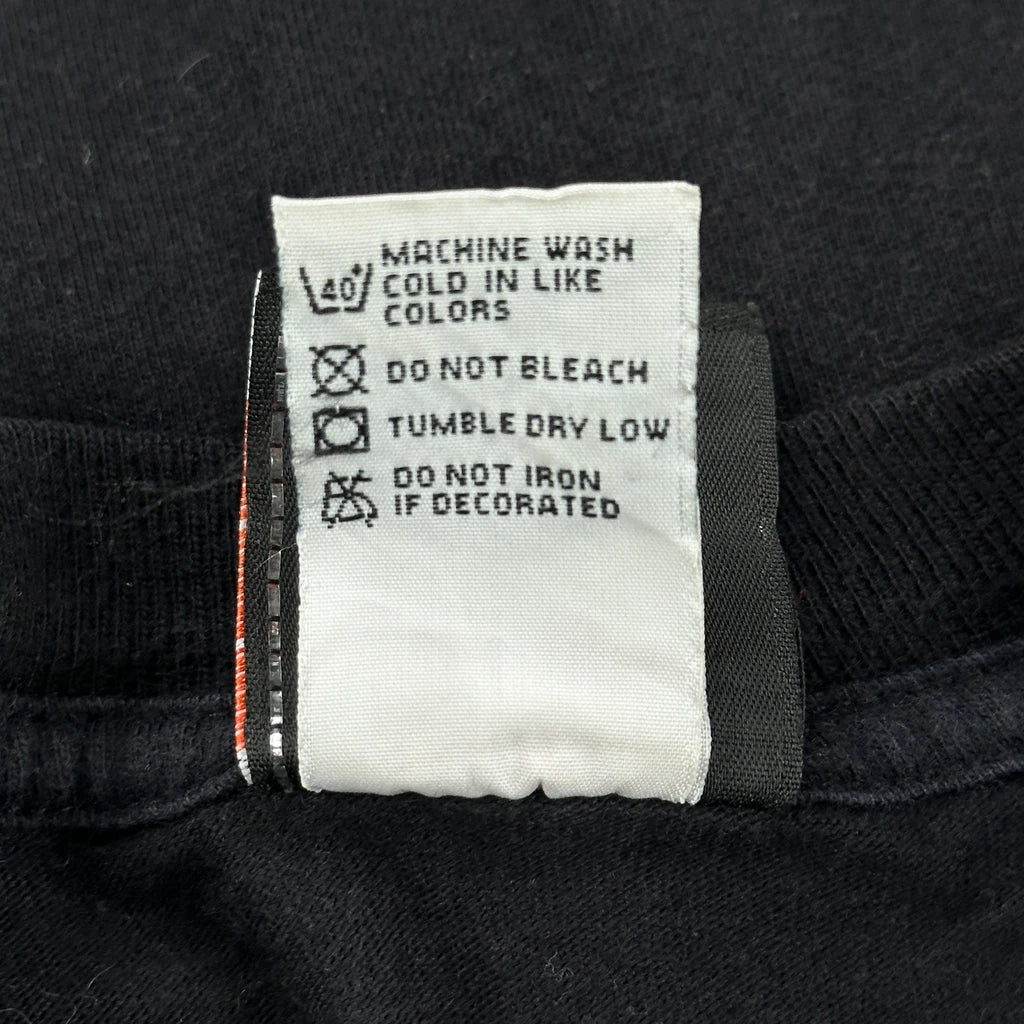 40°
MACHINE WASH
COLD IN LIKE
COLORS
DO NOT BLEACH
TUMBLE DRY LOW
DO NOT IRON
IF DECORATED